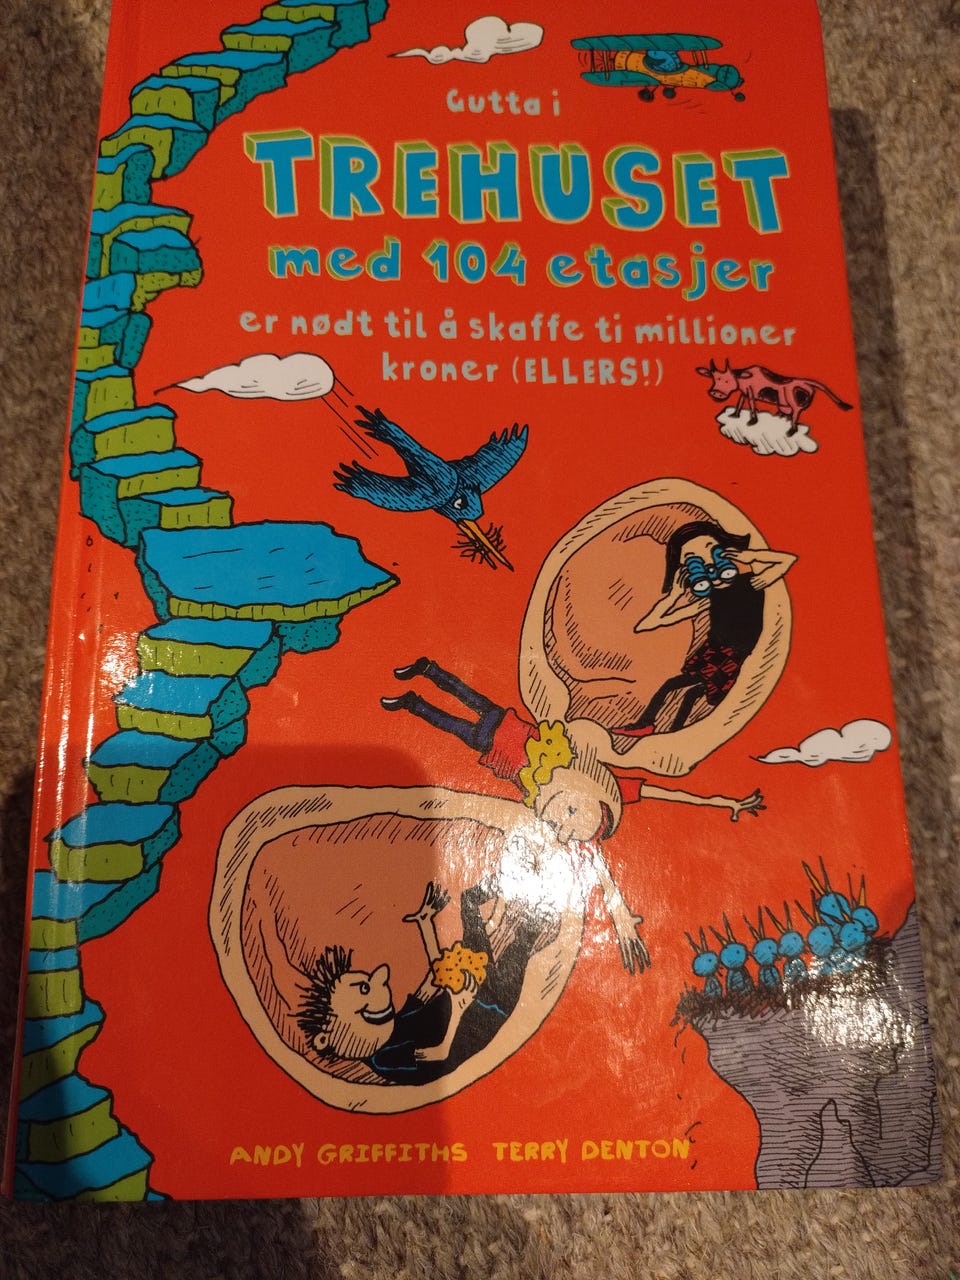 Gutta i
TREHUSET
med 104 etasjer
er nødt til å skaffe ti millioner
kroner (ELLERS!)
ANDY GRIFFITHS TERRY DENTON